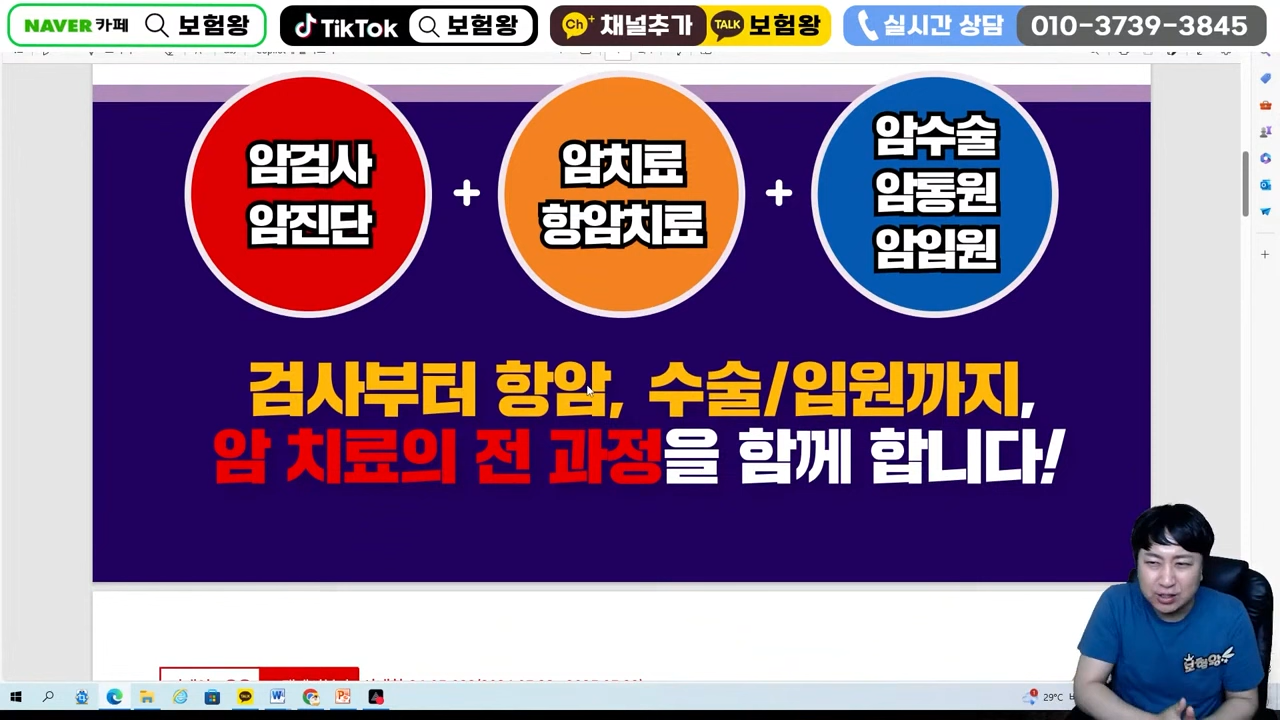 NAVER 카페 보험왕
TikTok 보험왕
Ch+ 채널추가 TALK 보험왕
실시간 상담 010-3739-3845
암검사
암진단
+
암치료
항암치료
+
암수술
암통원
암입원
검사부터 항암, 수술/입원까지,
암 치료의 전 과정을 함께 합니다!
보험왕
29°C